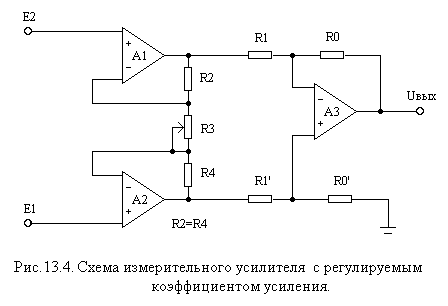 E2
R1
R0
+
A1
−
R2
−
A3
+
Uвых
R3
−
A2
+
R4
R1'
R0'
E1
R2=R4
Рис.13.4. Схема измерительного усилителя с регулируемым
коэффициентом усиления.